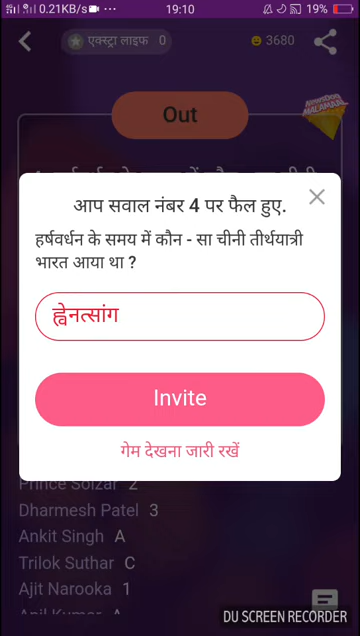 0.21KB/s ... 19:10 19%
एक्स्ट्रा लाइफ 0 3680
Out
आप सवाल नंबर 4 पर फैल हुए.
हर्षवर्धन के समय में कौन - सा चीनी तीर्थयात्री
भारत आया था ?
ह्वेनत्सांग
Invite
गेम देखना जारी रखें
Prince Solzar 2
Dharmesh Patel 3
Ankit Singh A
Trilok Suthar C
Ajit Narooka 1
Anil Kumar A
DU SCREEN RECORDER